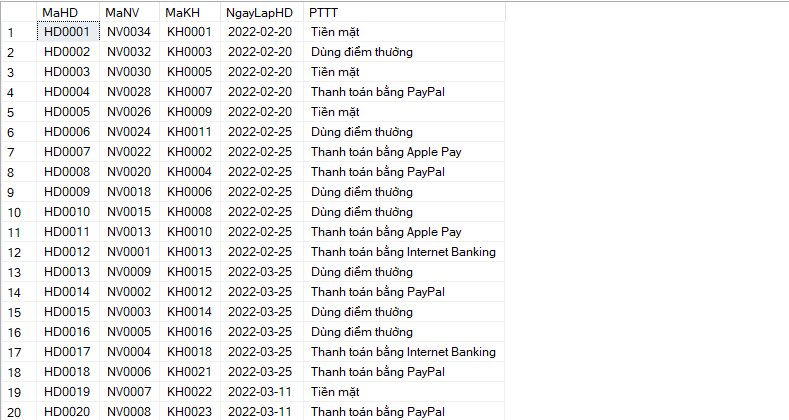 MaHD MaNV MaKH NgayLapHD PTTT
1 HD0001 NV0034 KH0001 2022-02-20 Tiền mặt
2 HD0002 NV0032 KH0003 2022-02-20 Dùng điểm thưởng
3 HD0003 NV0030 KH0005 2022-02-20 Tiền mặt
4 HD0004 NV0028 KH0007 2022-02-20 Thanh toán bằng PayPal
5 HD0005 NV0026 KH0009 2022-02-20 Tiền mặt
6 HD0006 NV0024 KH0011 2022-02-25 Dùng điểm thưởng
7 HD0007 NV0022 KH0002 2022-02-25 Thanh toán bằng Apple Pay
8 HD0008 NV0020 KH0004 2022-02-25 Thanh toán bằng PayPal
9 HD0009 NV0018 KH0006 2022-02-25 Dùng điểm thưởng
10 HD0010 NV0015 KH0008 2022-02-25 Dùng điểm thưởng
11 HD0011 NV0013 KH0010 2022-02-25 Thanh toán bằng Apple Pay
12 HD0012 NV0001 KH0013 2022-02-25 Thanh toán bằng Internet Banking
13 HD0013 NV0009 KH0015 2022-03-25 Dùng điểm thưởng
14 HD0014 NV0002 KH0012 2022-03-25 Thanh toán bằng PayPal
15 HD0015 NV0003 KH0014 2022-03-25 Dùng điểm thưởng
16 HD0016 NV0005 KH0016 2022-03-25 Dùng điểm thưởng
17 HD0017 NV0004 KH0018 2022-03-25 Thanh toán bằng Internet Banking
18 HD0018 NV0006 KH0021 2022-03-25 Thanh toán bằng PayPal
19 HD0019 NV0007 KH0022 2022-03-11 Tiền mặt
20 HD0020 NV0008 KH0023 2022-03-11 Thanh toán bằng PayPal